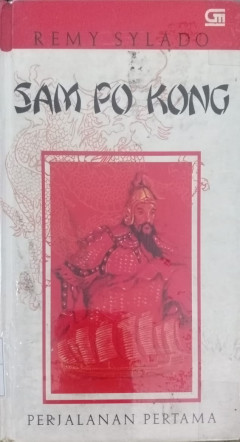 REMY SYLADO
SAM PO KONG
PERJALANAN PERTAMA